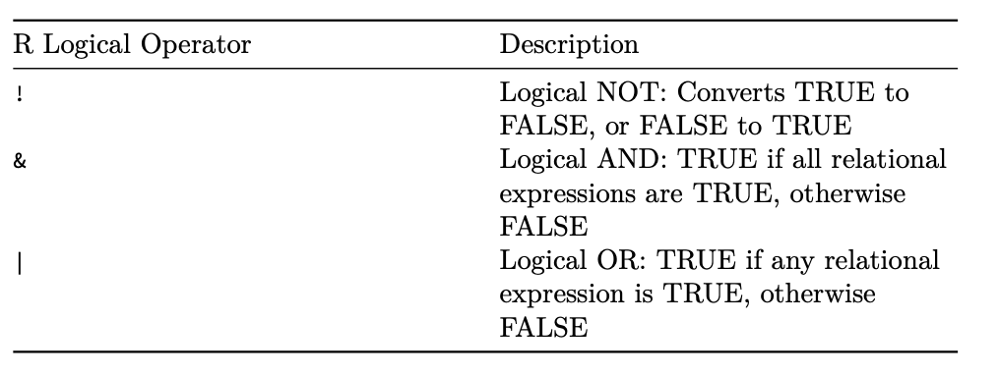 R Logical Operator Description
! Logical NOT: Converts TRUE to
FALSE, or FALSE to TRUE
& Logical AND: TRUE if all relational
expressions are TRUE, otherwise
FALSE
| Logical OR: TRUE if any relational
expression is TRUE, otherwise
FALSE